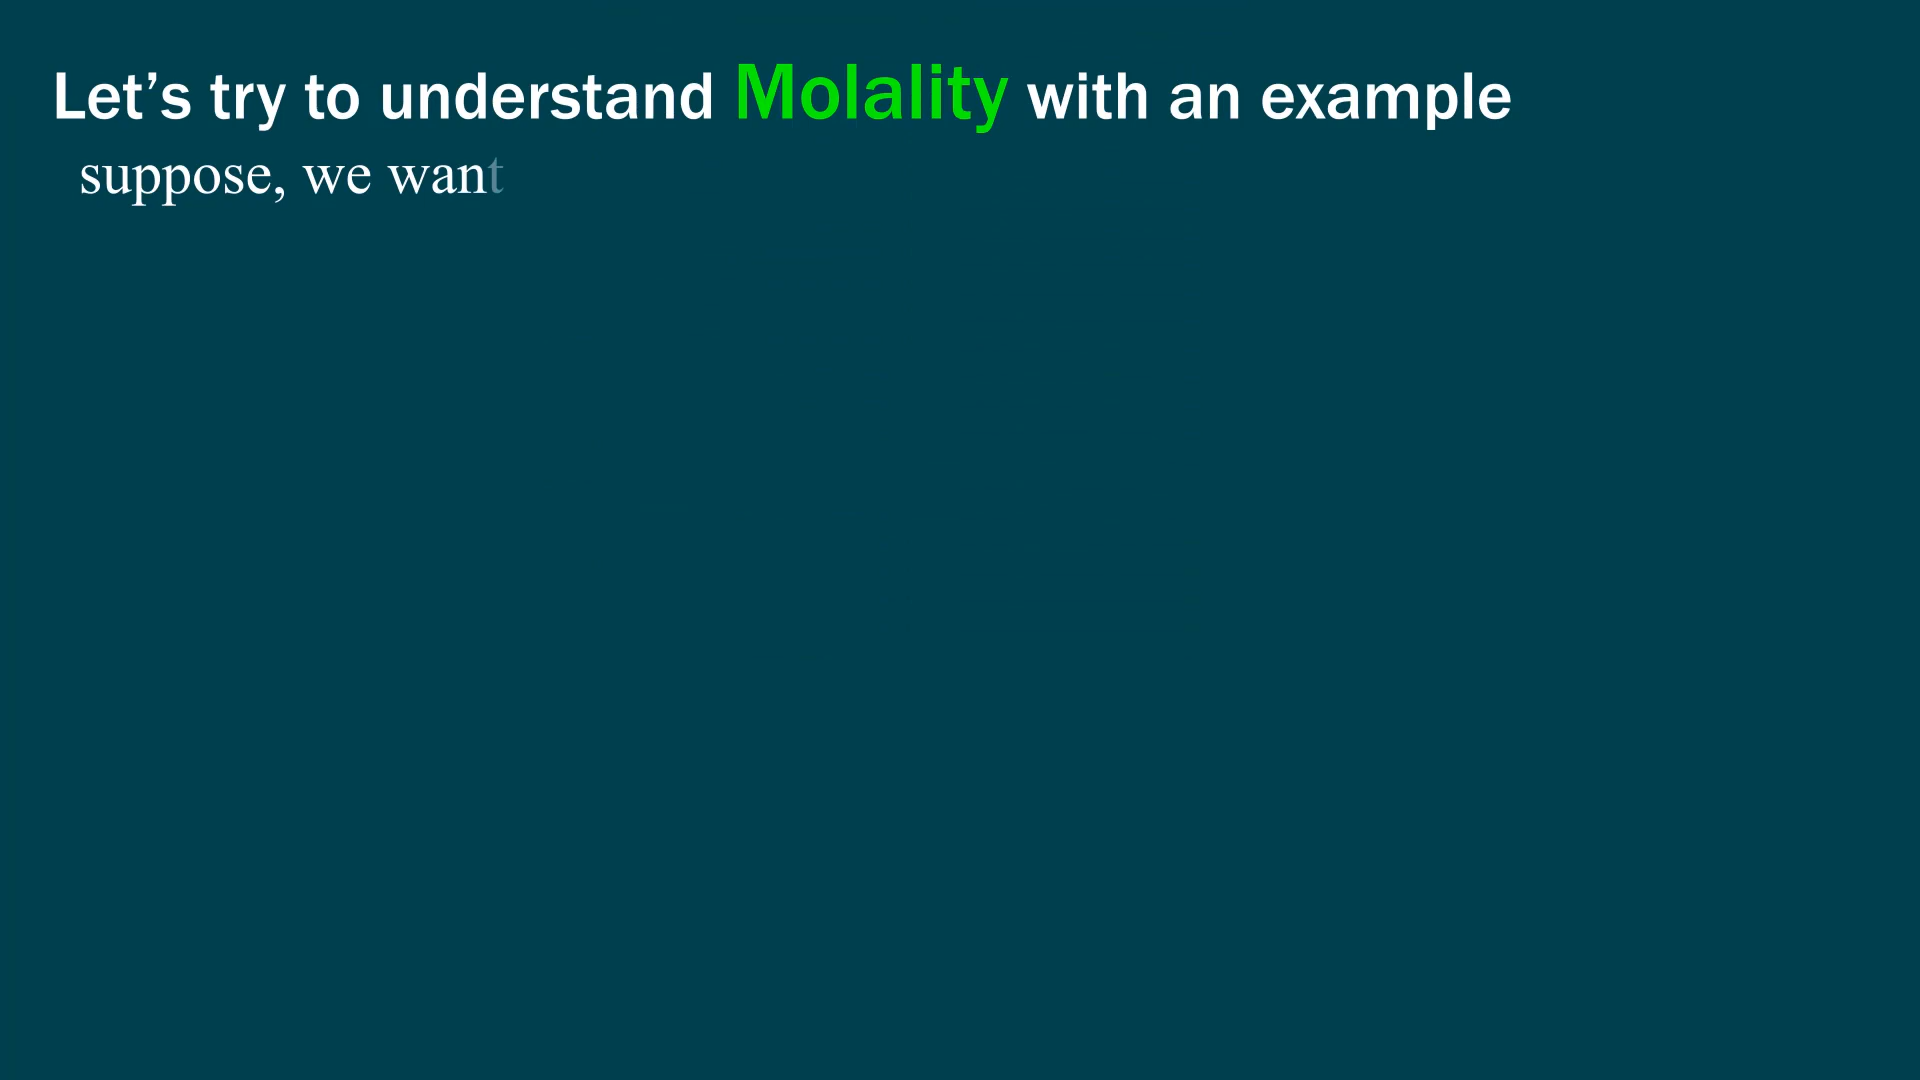 Let’s try to understand Molality with an example
suppose, we want